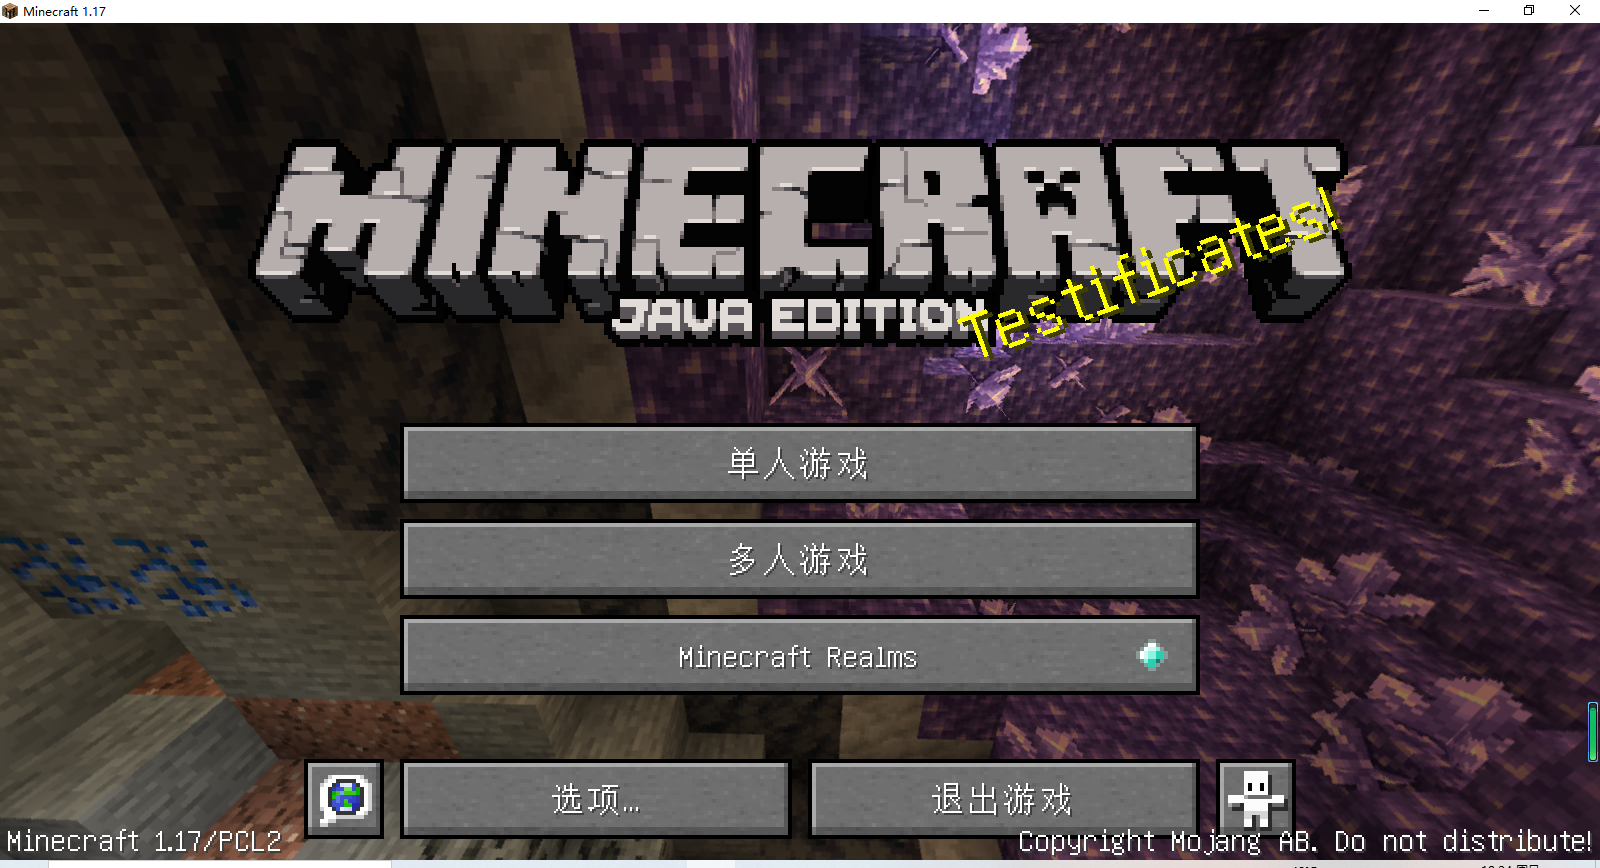 Minecraft 1.17
MINECRAFT
JAVA EDITION
Testificates!
单人游戏
多人游戏
Minecraft Realms
选项...
退出游戏
Minecraft 1.17/PCL2
Copyright Mojang AB. Do not distribute!